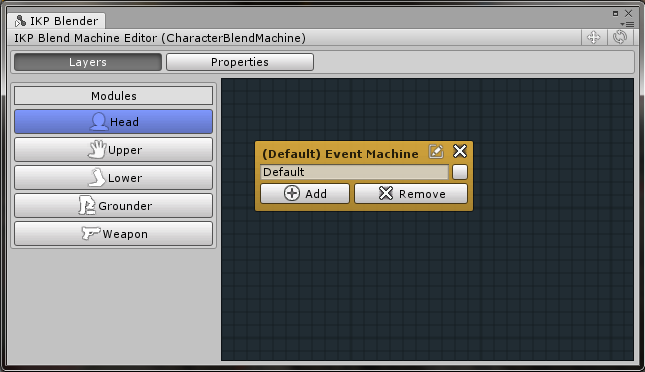 IKP Blender
IKP Blend Machine Editor (CharacterBlendMachine)
Layers
Properties
Modules
Head
Upper
Lower
Grounder
Weapon
(Default) Event Machine
Default
Add
Remove